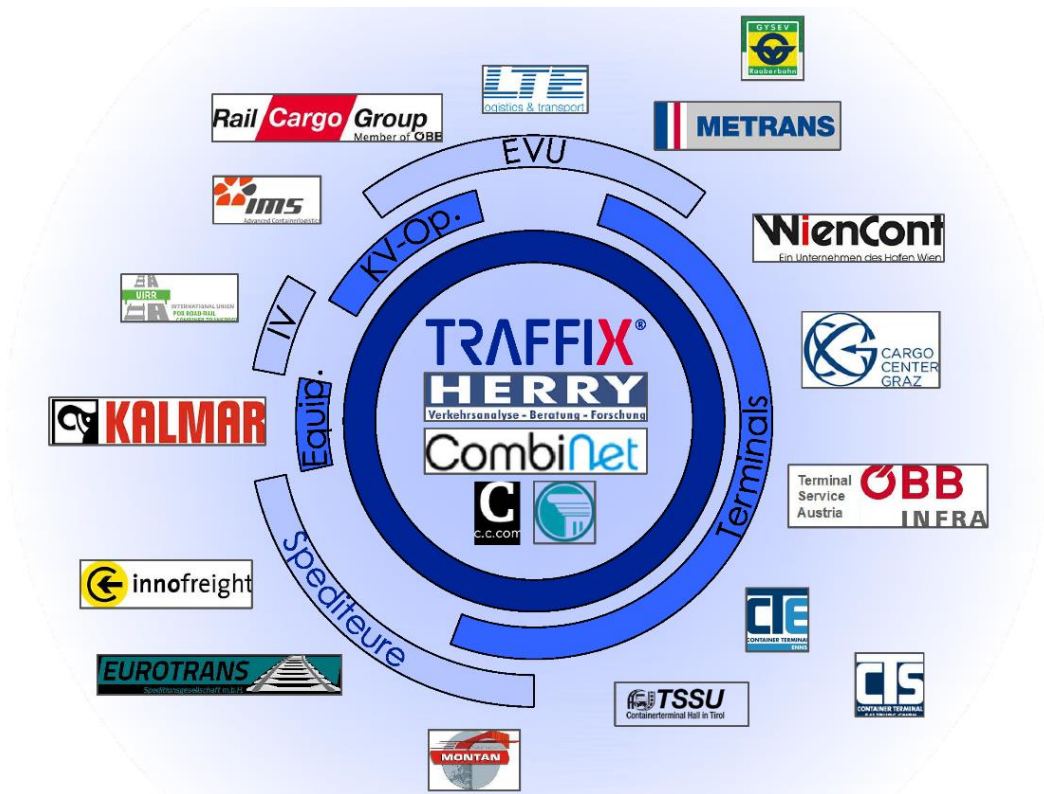 GYSEV
Raaberbahn
LTE
logistics & transport
Rail Cargo Group
Member of ÖBB
METRANS
EVU
ims
Advanced Containerlogistics
KV-Op.
WienCont
Ein Unternehmen des Hafen Wien
UIRR
INTERNATIONAL UNION
FOR ROAD-RAIL
COMBINED TRANSPORT
IV
TRAFFIX®
HERRY
Verkehrsanalyse - Beratung - Forschung
CombiNet
C
c.c.com
CARGO
CENTER
GRAZ
KALMAR
Equip.
Terminals
Terminal
Service
Austria
ÖBB
INFRA
Spediteure
innofreight
CTE
CONTAINER TERMINAL
ENNS
EUROTRANS
Speditionsgesellschaft m.b.H.
TSSU
Containerterminal Hall in Tirol
CTS
CONTAINER TERMINAL
MONTAN